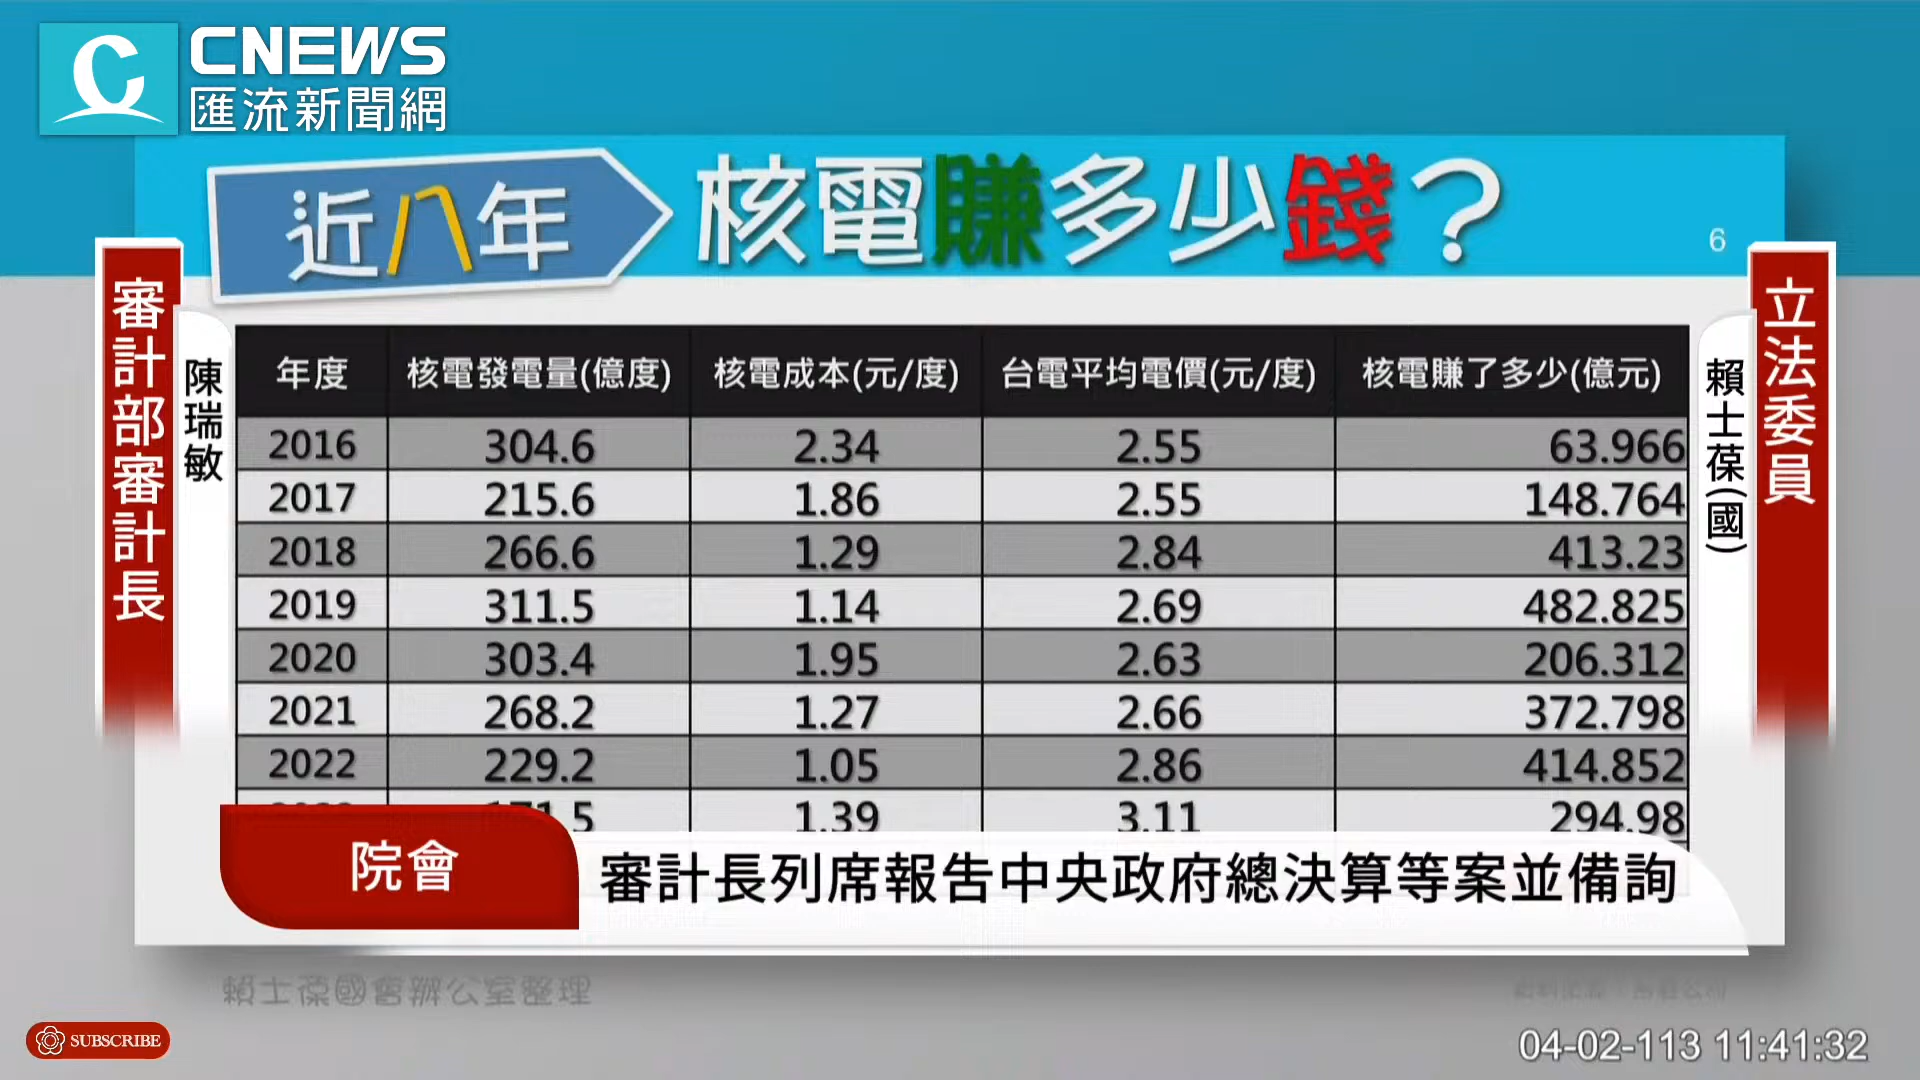 CNEWS
匯流新聞網
近八年 核電賺多少錢？
6
審計部審計長
陳瑞敏
立法委員
賴士葆(國)
年度 核電發電量(億度) 核電成本(元/度) 台電平均電價(元/度) 核電賺了多少(億元)
2016 304.6 2.34 2.55 63.966
2017 215.6 1.86 2.55 148.764
2018 266.6 1.29 2.84 413.23
2019 311.5 1.14 2.69 482.825
2020 303.4 1.95 2.63 206.312
2021 268.2 1.27 2.66 372.798
2022 229.2 1.05 2.86 414.852
1.39 3.11 294.98
院會
審計長列席報告中央政府總決算等案並備詢
賴士葆國會辦公室整理
SUBSCRIBE
04-02-113 11:41:32